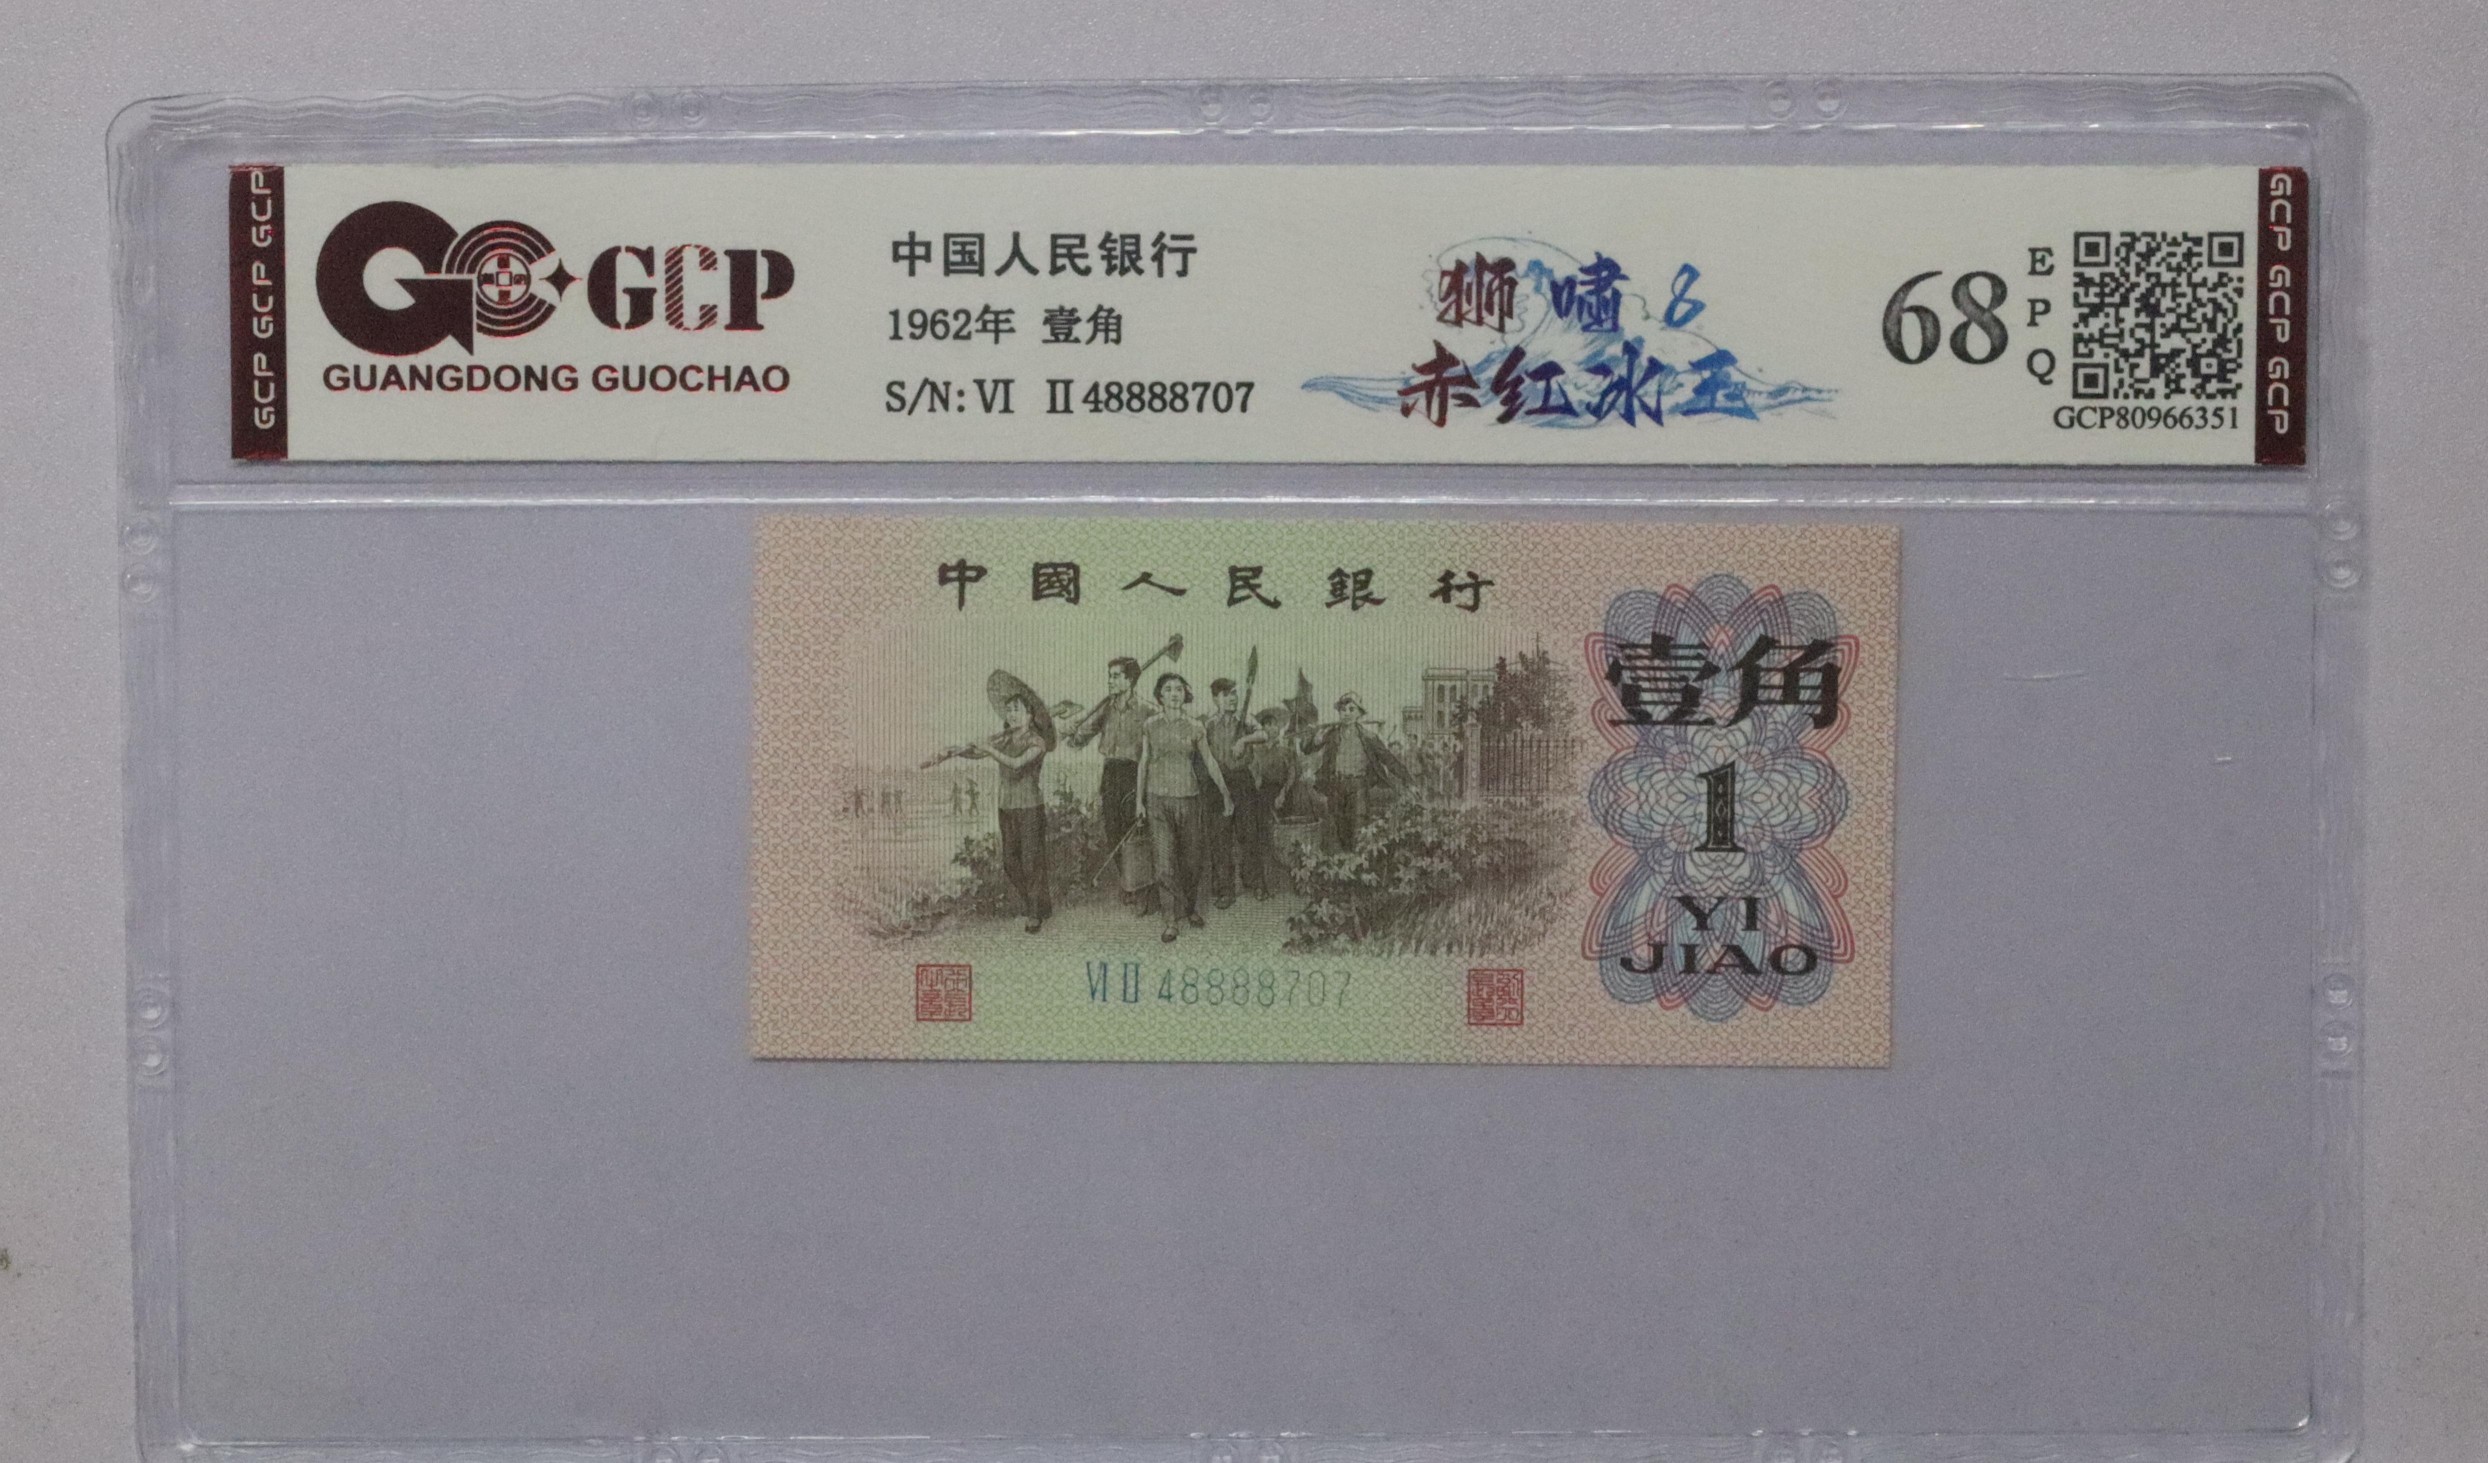 GCP GCP GCP
GCP
GUANGDONG GUOCHAO
中国人民银行
1962年 壹角
S/N: VI II 48888707
狮啸8
赤红冰玉
68
E
P
Q
GCP80966351
GCP GCP GCP
中國人民銀行
壹角
1
YI
JIAO
VI II 48888707